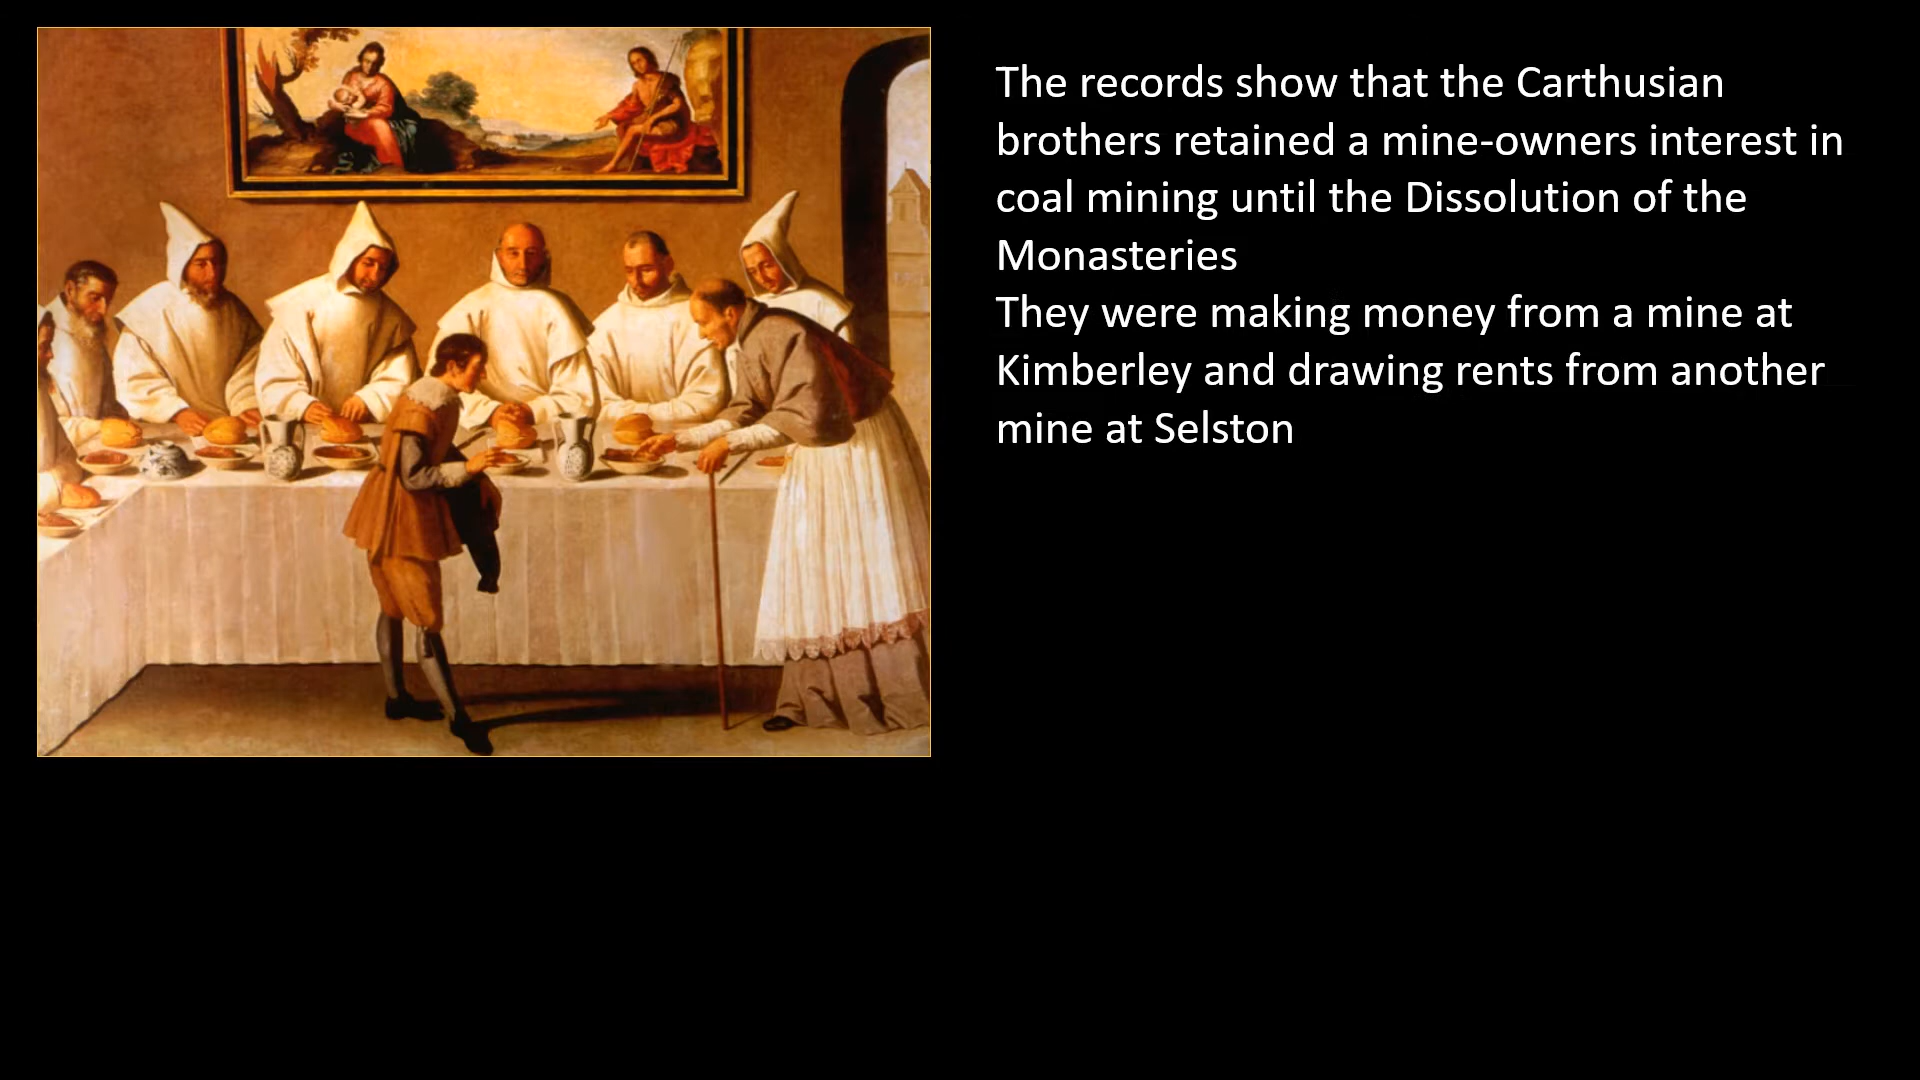 The records show that the Carthusian
brothers retained a mine-owners interest in
coal mining until the Dissolution of the
Monasteries
They were making money from a mine at
Kimberley and drawing rents from another
mine at Selston